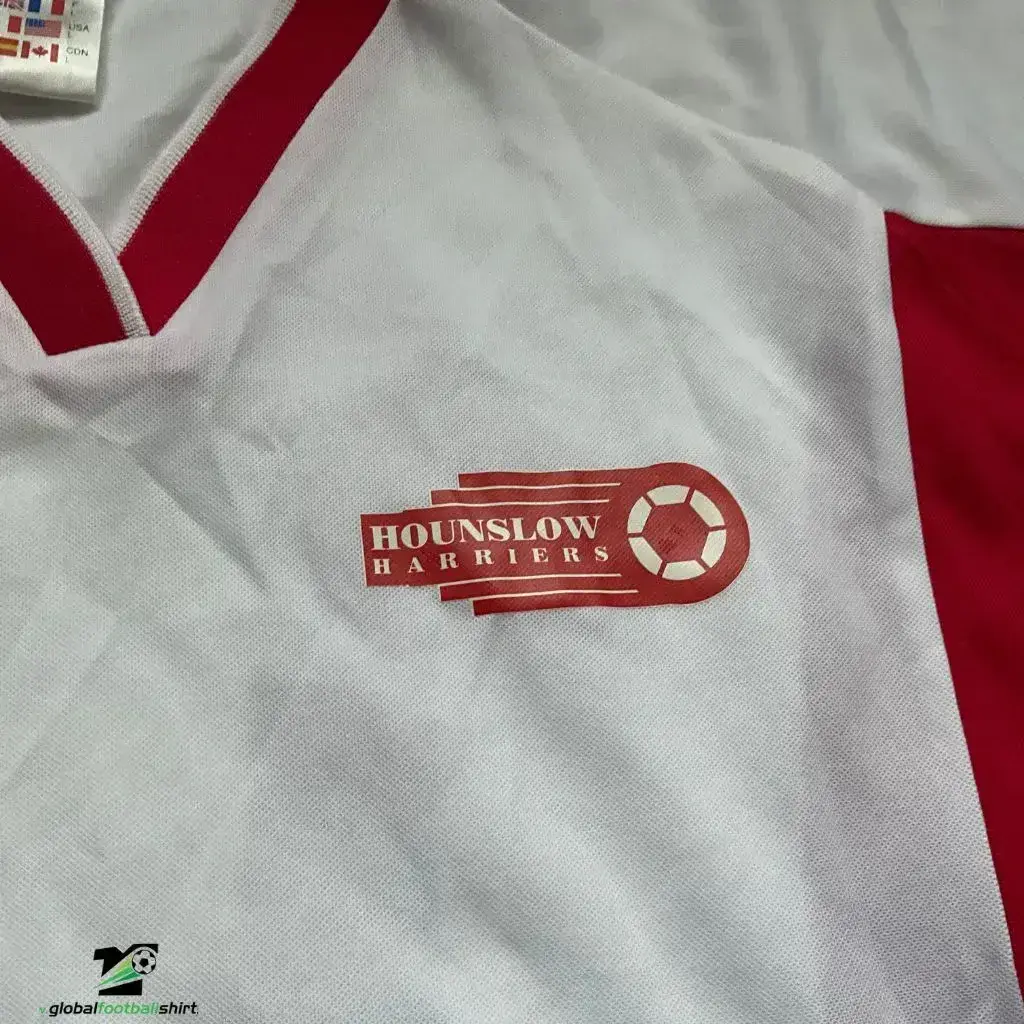 F
USA
L
CDN
L
HOUNSLOW
HARRIERS
globalfootballshirt